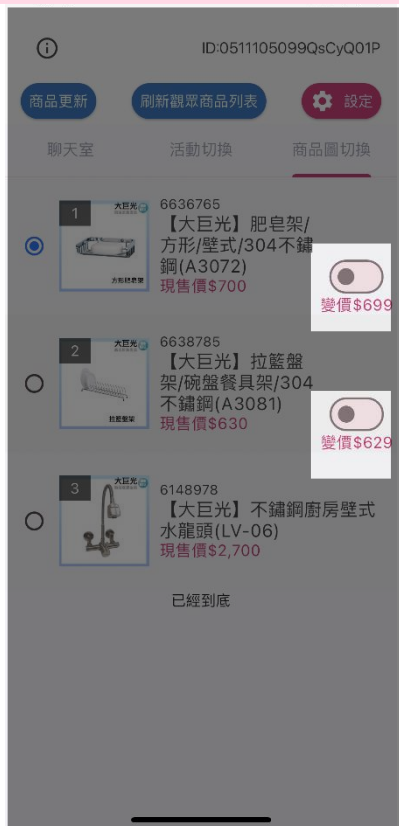 ID:0511105099QsCyQ01P
商品更新
刷新觀眾商品列表
設定
聊天室
活動切換
商品圖切換
1
大巨光
方形肥皂架
6636765
【大巨光】肥皂架/
方形/壁式/304不鏽
鋼(A3072)
現售價$700
變價$699
2
大巨光
拉籃盤架
6638785
【大巨光】拉籃盤
架/碗盤餐具架/304
不鏽鋼(A3081)
現售價$630
變價$629
3
大巨光
6148978
【大巨光】不鏽鋼廚房壁式
水龍頭(LV-06)
現售價$2,700
已經到底